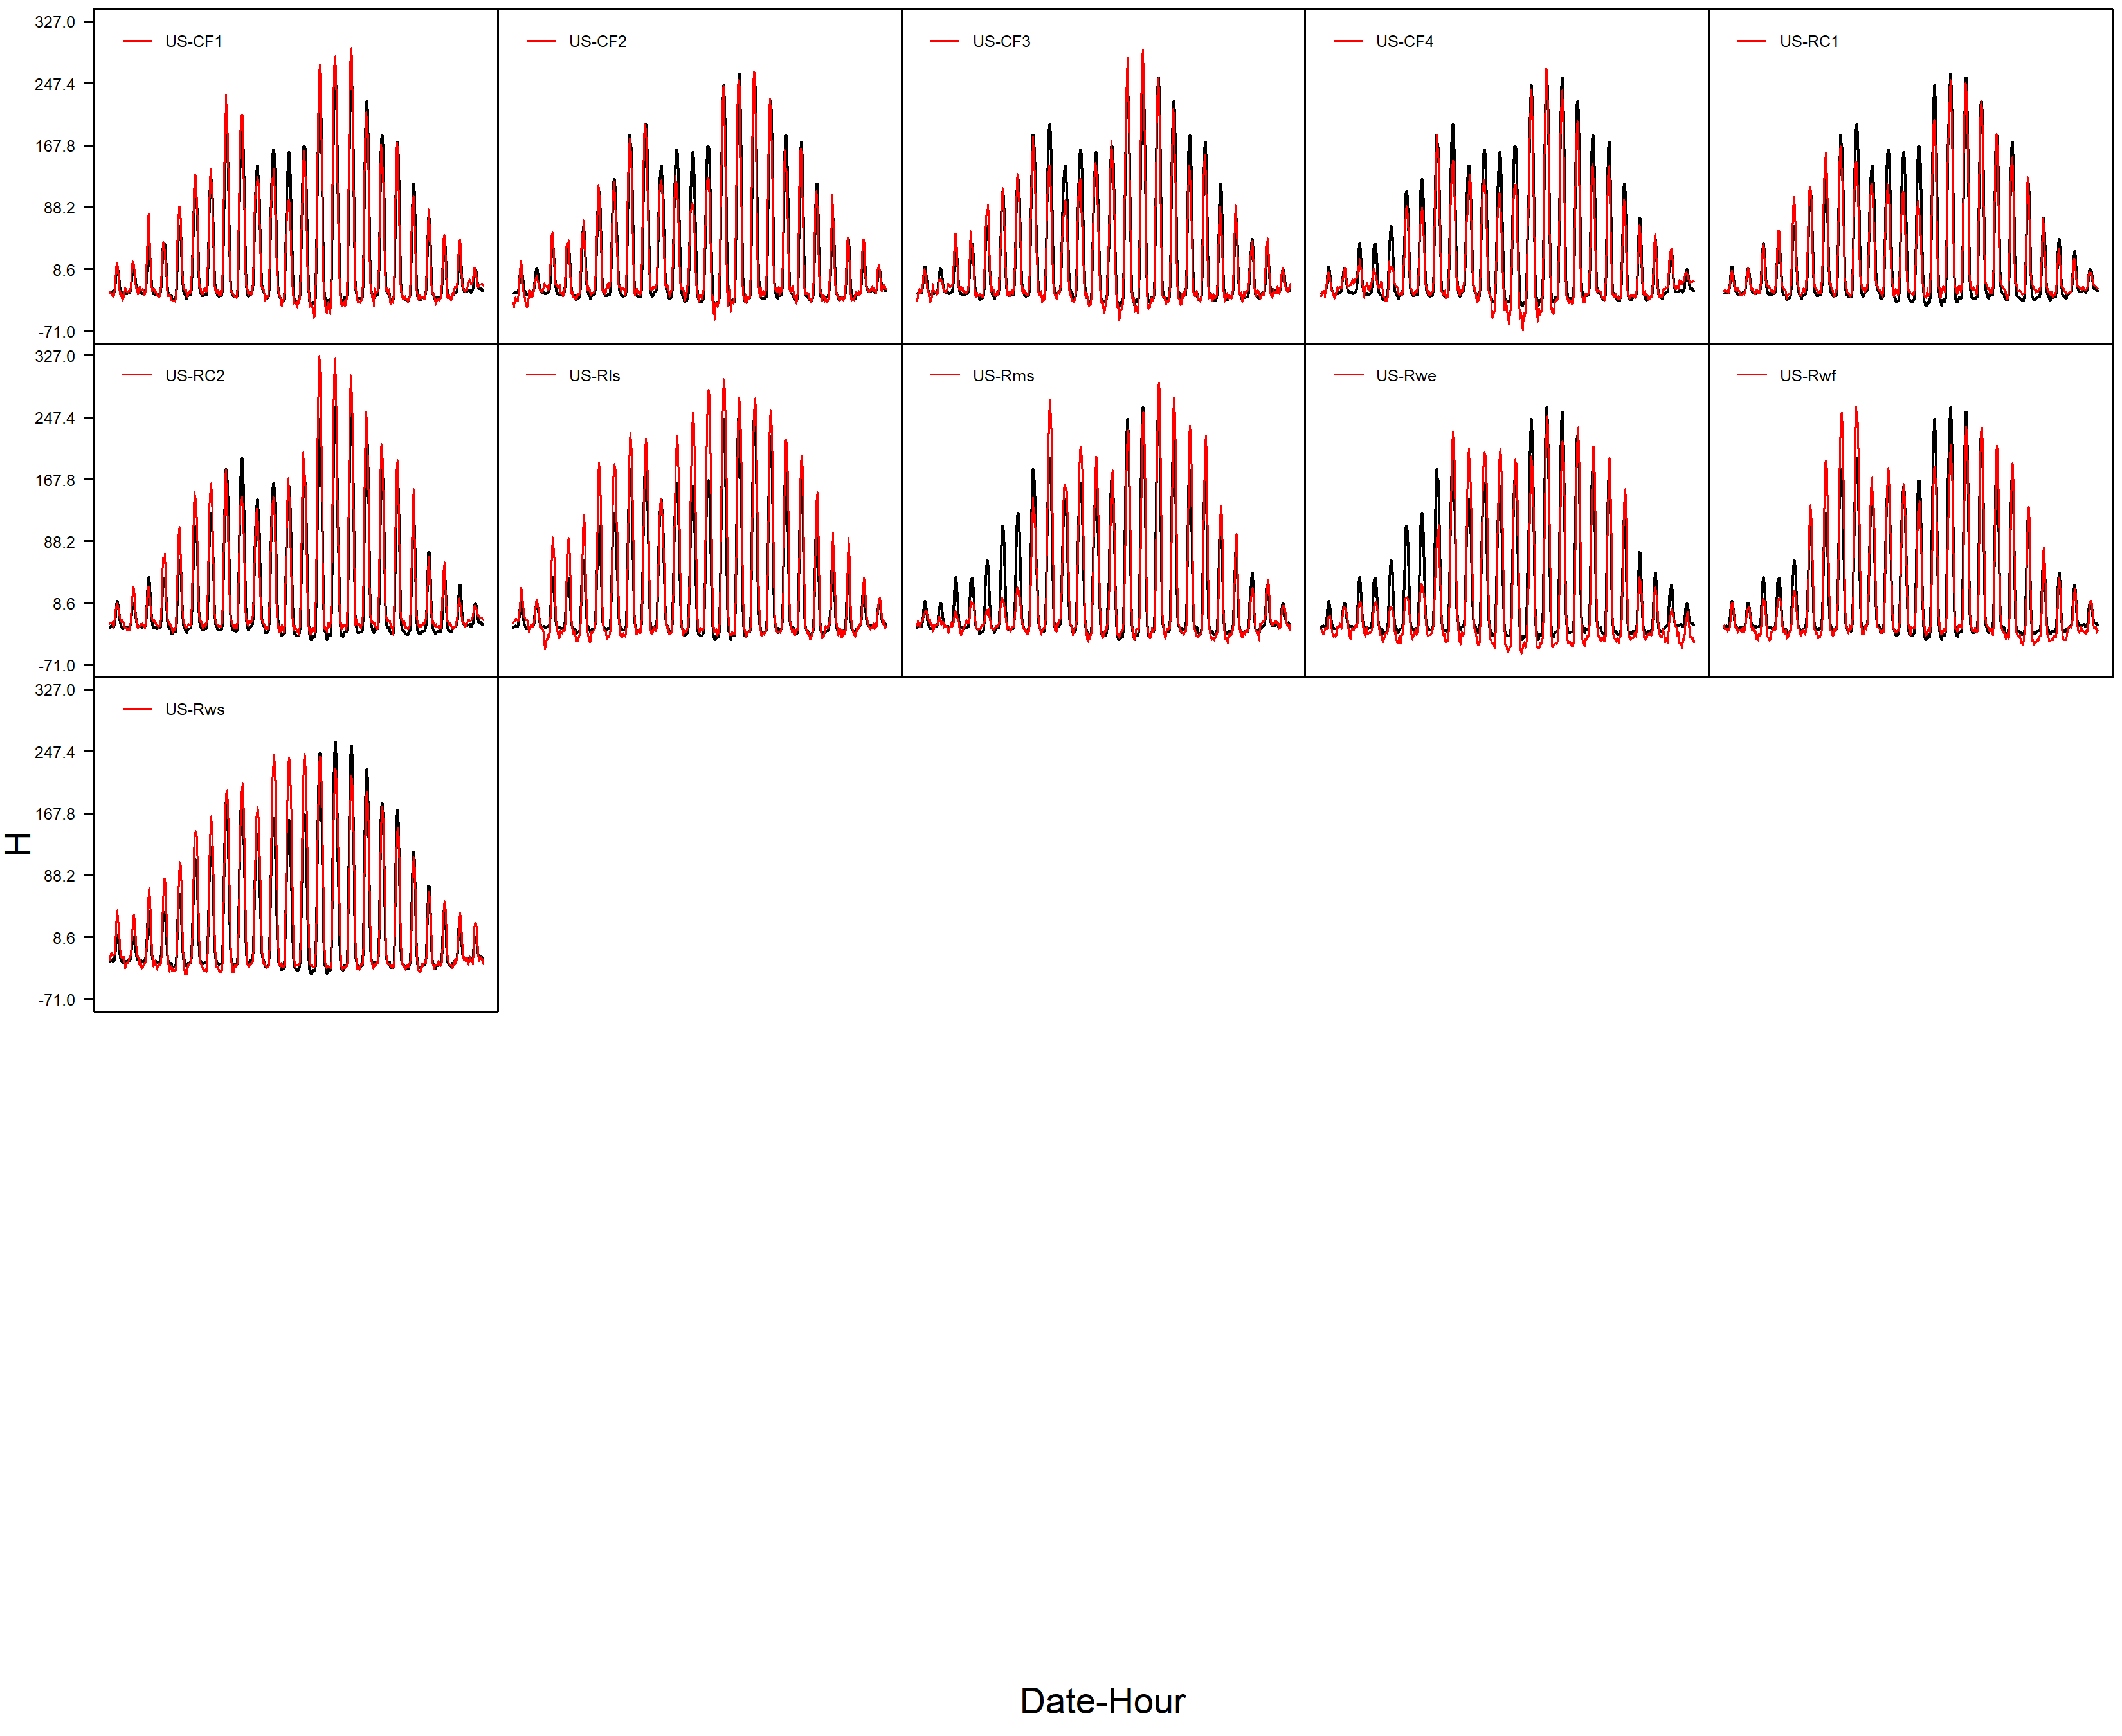 327.0
247.4
167.8
88.2
8.6
-71.0
US-CF1
US-CF2
US-CF3
US-CF4
US-RC1
327.0
247.4
167.8
88.2
8.6
-71.0
US-RC2
US-Rls
US-Rms
US-Rwe
US-Rwf
327.0
247.4
167.8
88.2
8.6
-71.0
US-Rws
H
Date-Hour